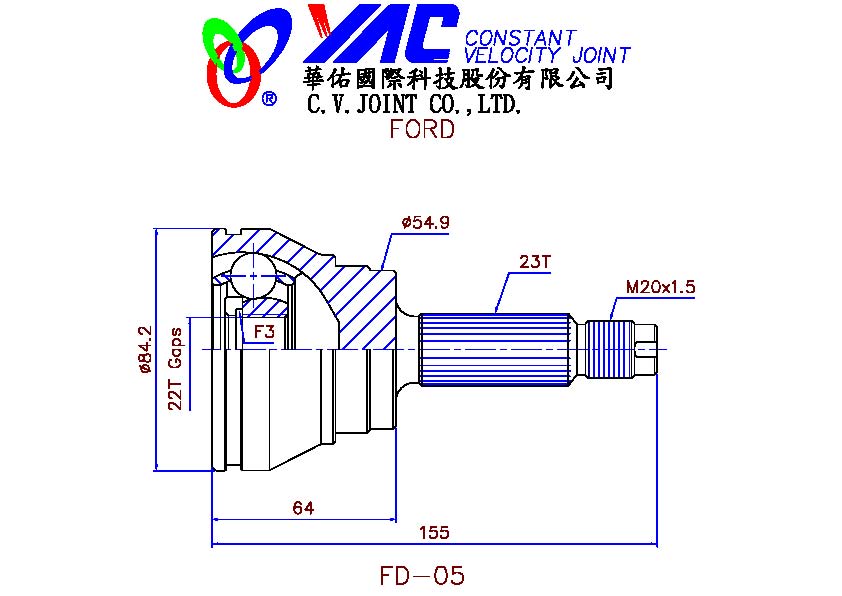 YAC CONSTANT
VELOCITY JOINT
®
華佑國際科技股份有限公司
C.V.JOINT CO.,LTD.
FORD
ø54.9
23T
M20x1.5
F3
ø84.2
22T Gaps
64
155
FD-05